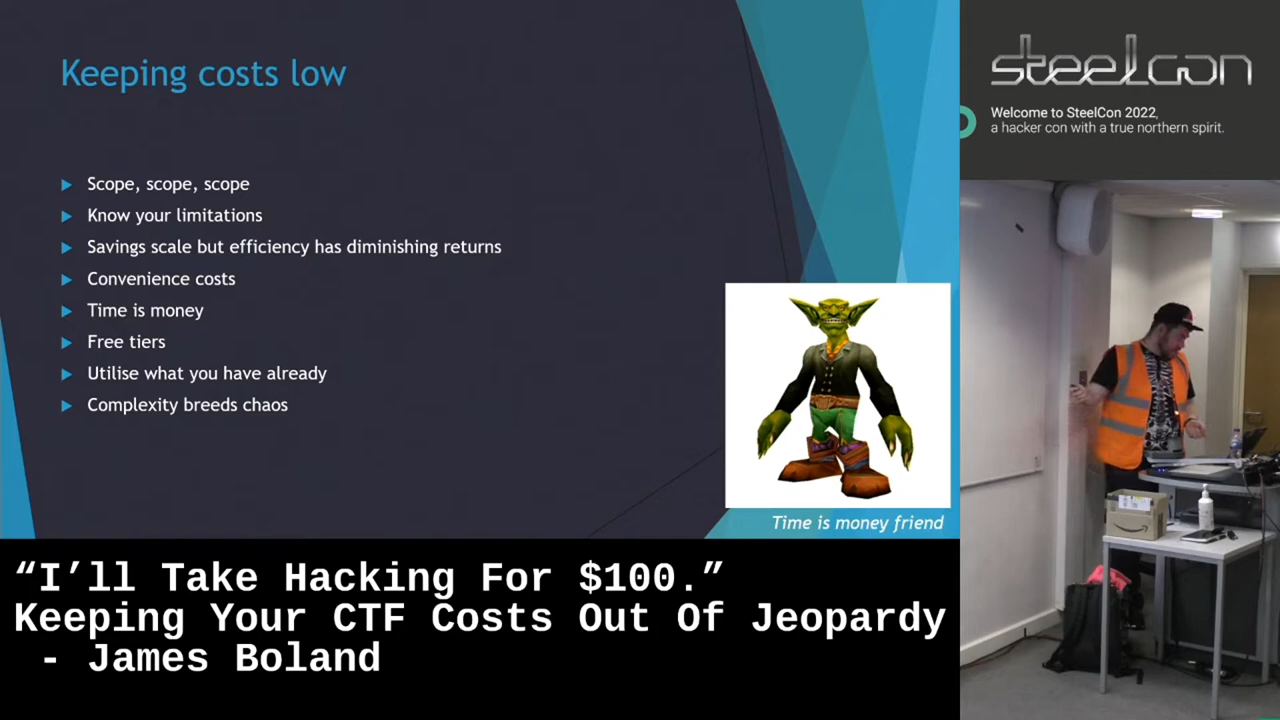 Keeping costs low
Scope, scope, scope
Know your limitations
Savings scale but efficiency has diminishing returns
Convenience costs
Time is money
Free tiers
Utilise what you have already
Complexity breeds chaos
Time is money friend
“I’ll Take Hacking For $100.”
Keeping Your CTF Costs Out Of Jeopardy
- James Boland
steelcon
Welcome to SteelCon 2022,
a hacker con with a true northern spirit.